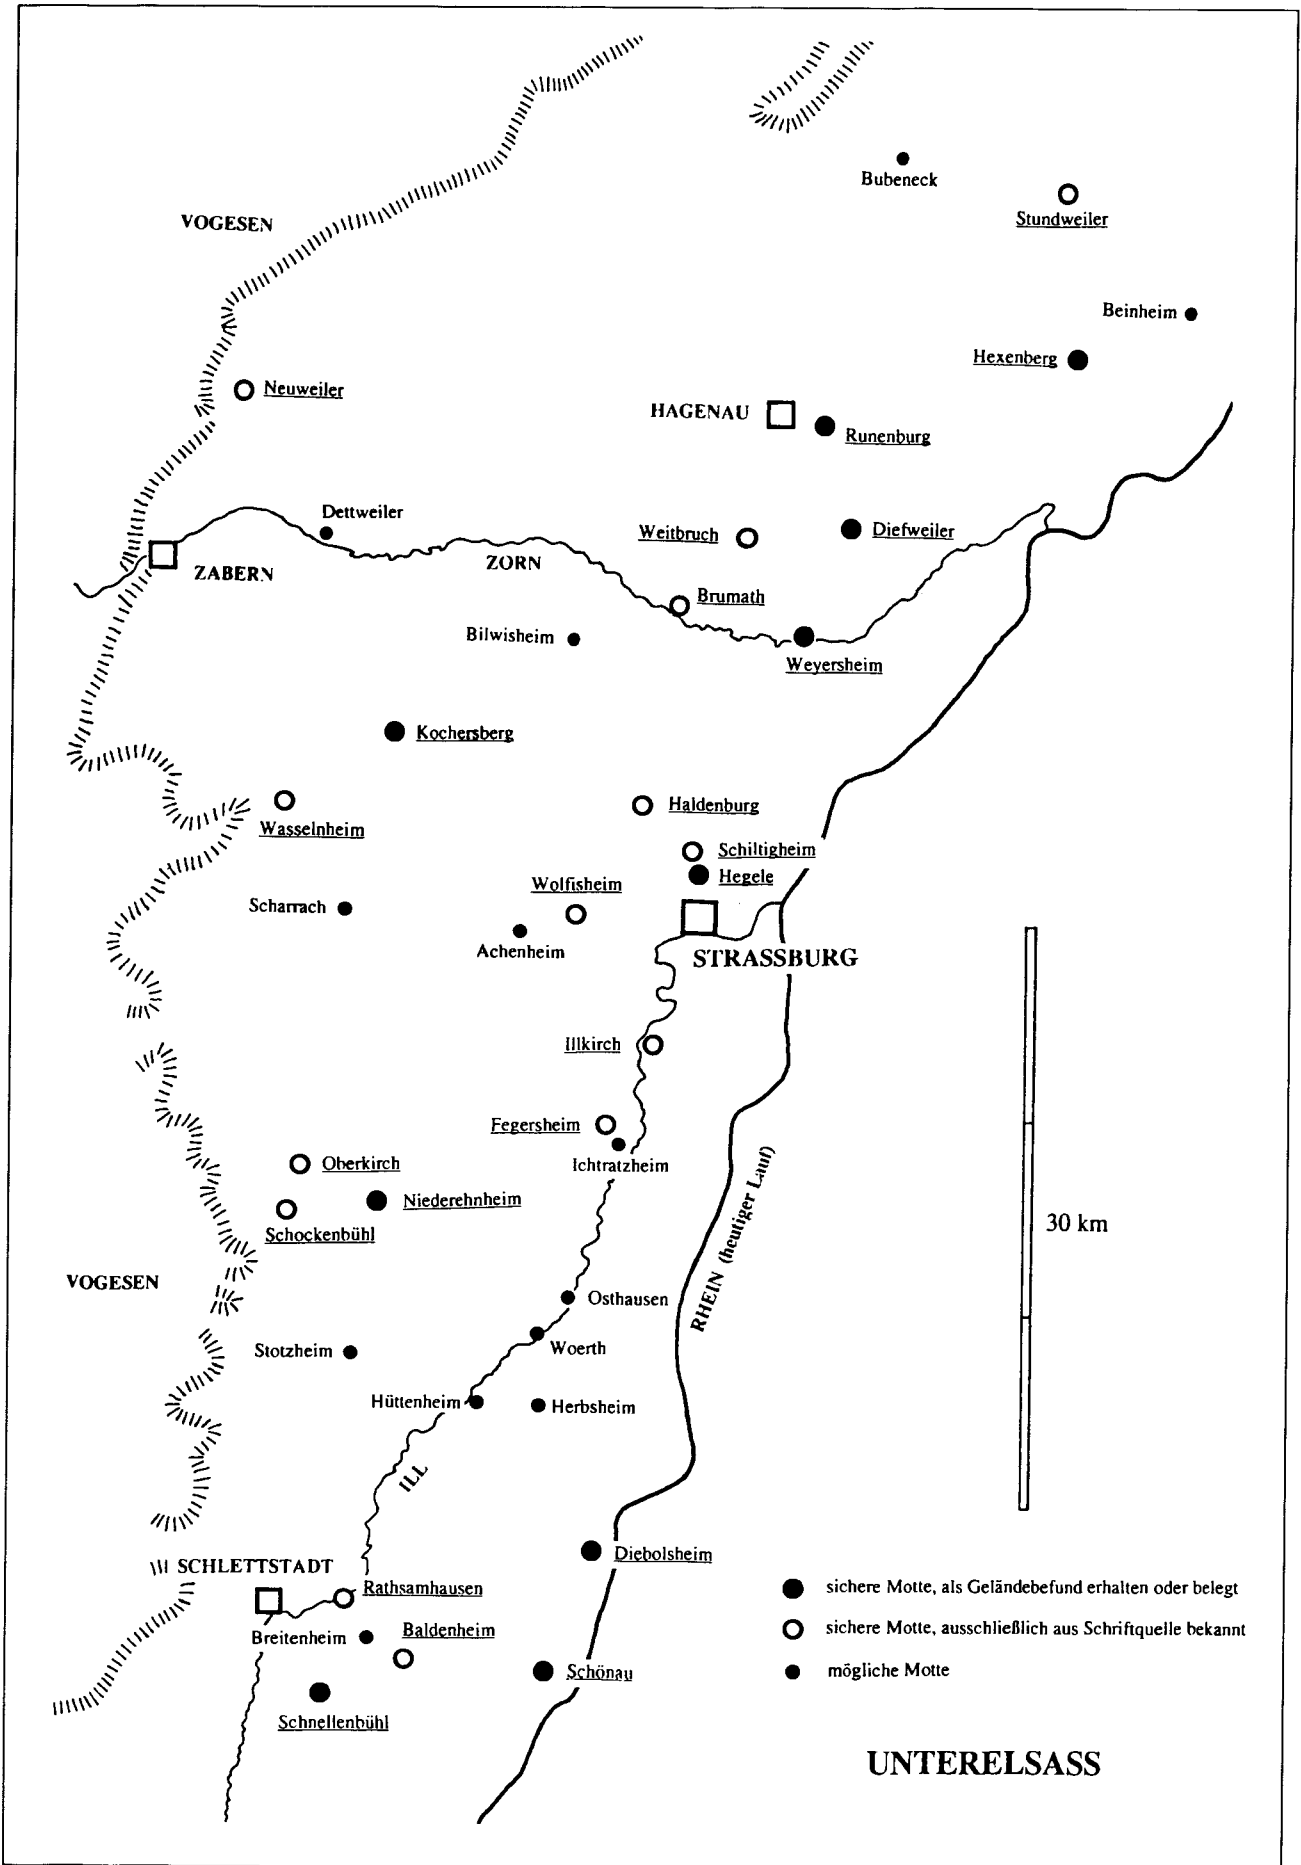 Bubeneck
Stundweiler
VOGESEN
Beinheim
Hexenberg
Neuweiler
HAGENAU
Runenburg
Dettweiler
Weitbruch
Diefweiler
ZORN
ZABERN
Brumath
Bilwisheim
Weyersheim
Kochersberg
Haldenburg
Wasselnheim
Schiltigheim
Hegele
Wolfisheim
Scharrach
Achenheim
STRASSBURG
Illkirch
Fegersheim
Ichtratzheim
Oberkirch
Niederehnheim
Schockenbühl
RHEIN (heutiger Lauf)
30 km
VOGESEN
Osthausen
Woerth
Stotzheim
Hüttenheim
Herbsheim
ILL
Diebolsheim
SCHLETTSTADT
Rathsamhausen
Breitenheim
Baldenheim
Schönau
Schnellenbühl
sichere Motte, als Geländebefund erhalten oder belegt
sichere Motte, ausschließlich aus Schriftquelle bekannt
mögliche Motte
UNTERELSASS